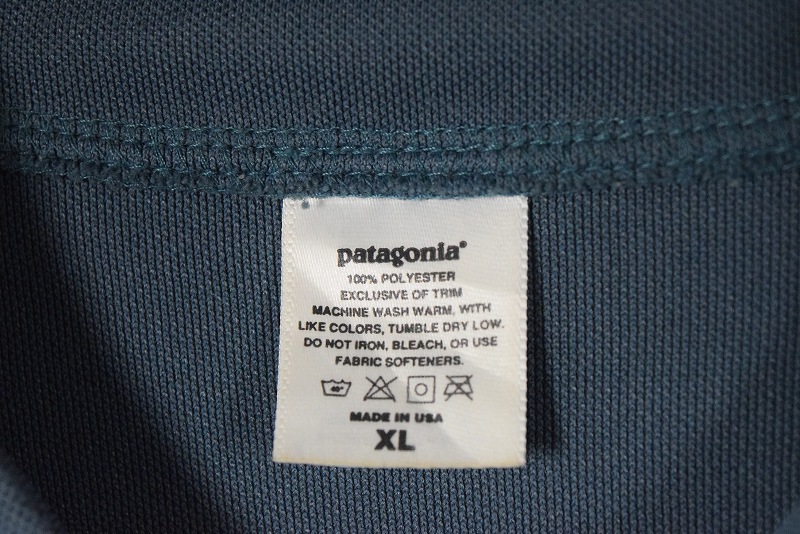 patagonia®
100% POLYESTER
EXCLUSIVE OF TRIM
MACHINE WASH WARM, WITH
LIKE COLORS, TUMBLE DRY LOW.
DO NOT IRON, BLEACH, OR USE
FABRIC SOFTENERS.
40°
MADE IN USA
XL